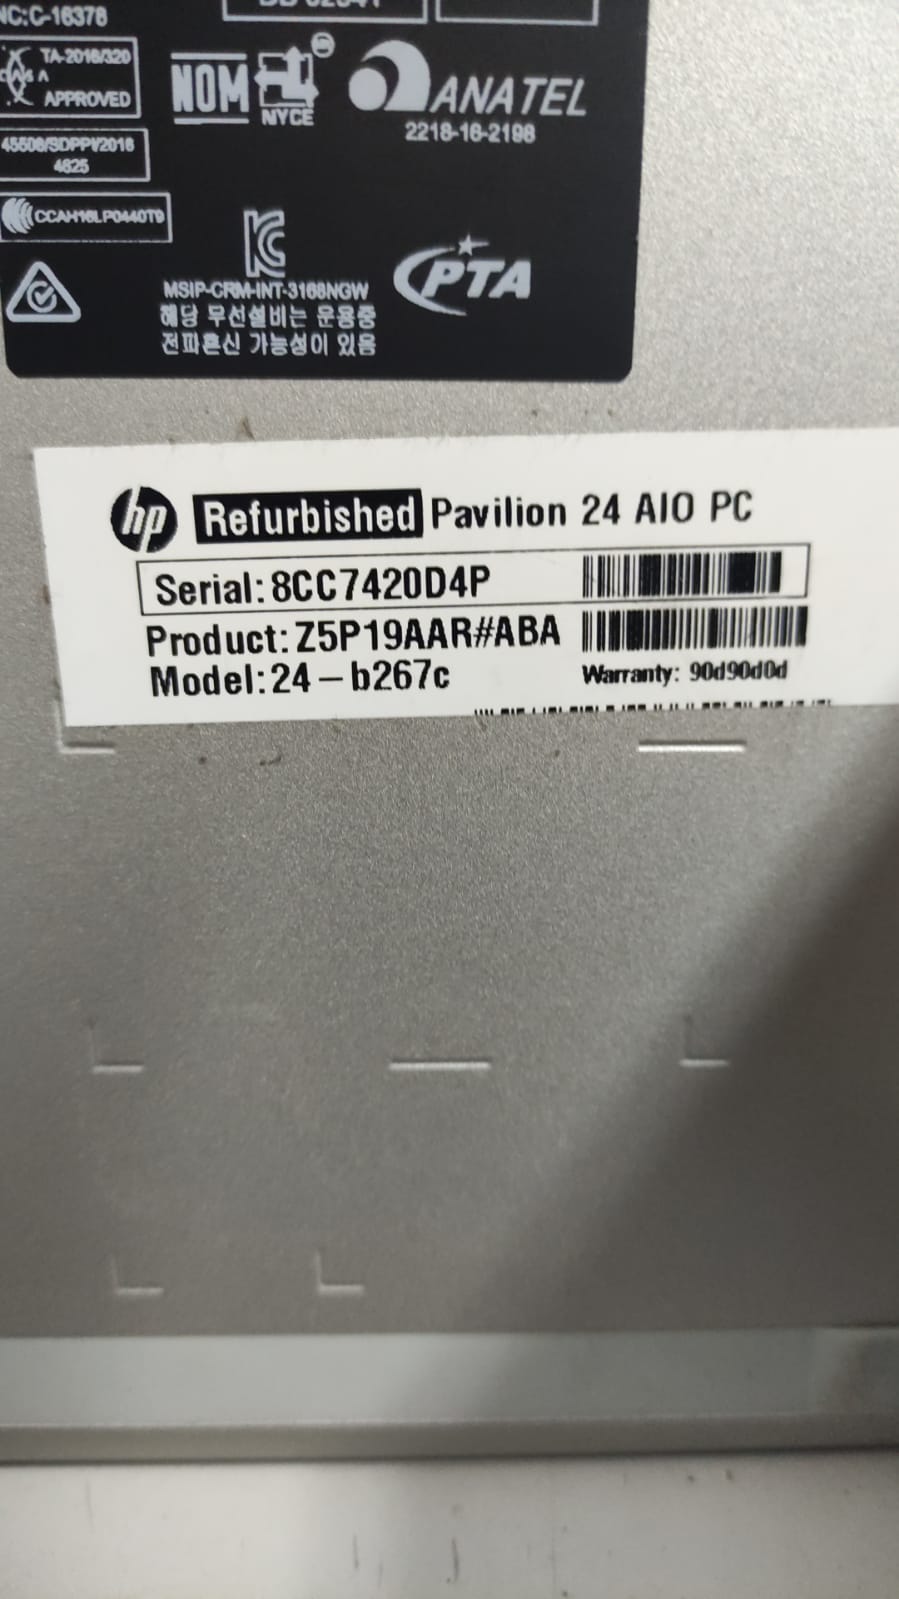 NC:C-16378
TA-2016/320
APPROVED
NOM
NYCE
ANATEL
2218-16-2198
45506/SDPPI/2016
4825
CCAH16LP0440T9
MSIP-CRM-INT-3168NGW
해당 무선설비는 운용중
전파혼신 가능성이 있음
PTA
hp Refurbished Pavilion 24 AIO PC
Serial: 8CC7420D4P
Product: Z5P19AAR#ABA
Model: 24-b267c
Warranty: 90d90d0d